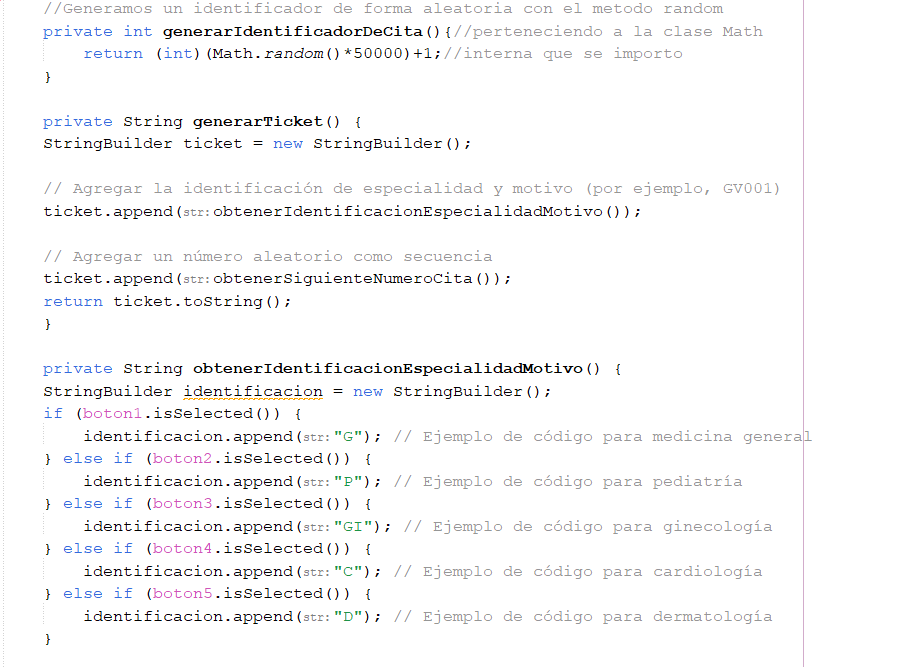 //Generamos un identificador de forma aleatoria con el metodo random
private int generarIdentificadorDeCita(){//perteneciendo a la clase Math
    return (int)(Math.random()*50000)+1;//interna que se importo
}

private String generarTicket() {
StringBuilder ticket = new StringBuilder();

// Agregar la identificación de especialidad y motivo (por ejemplo, GV001)
ticket.append(str:obtenerIdentificacionEspecialidadMotivo());

// Agregar un número aleatorio como secuencia
ticket.append(str:obtenerSiguienteNumeroCita());
return ticket.toString();
}

private String obtenerIdentificacionEspecialidadMotivo() {
StringBuilder identificacion = new StringBuilder();
if (boton1.isSelected()) {
    identificacion.append(str:"G"); // Ejemplo de código para medicina general
} else if (boton2.isSelected()) {
    identificacion.append(str:"P"); // Ejemplo de código para pediatría
} else if (boton3.isSelected()) {
    identificacion.append(str:"GI"); // Ejemplo de código para ginecología
} else if (boton4.isSelected()) {
    identificacion.append(str:"C"); // Ejemplo de código para cardiología
} else if (boton5.isSelected()) {
    identificacion.append(str:"D"); // Ejemplo de código para dermatología
}